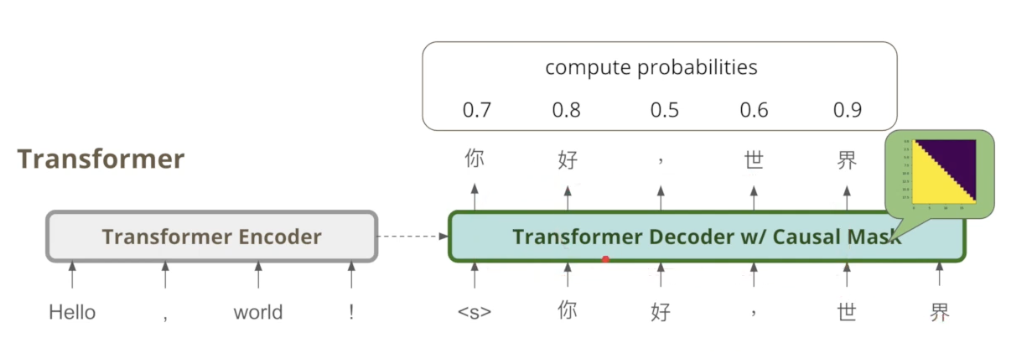 compute probabilities
0.7 0.8 0.5 0.6 0.9
你 好 ， 世 界
Transformer
Transformer Encoder
Transformer Decoder w/ Causal Mask
Hello , world !
<s> 你 好 ， 世 界